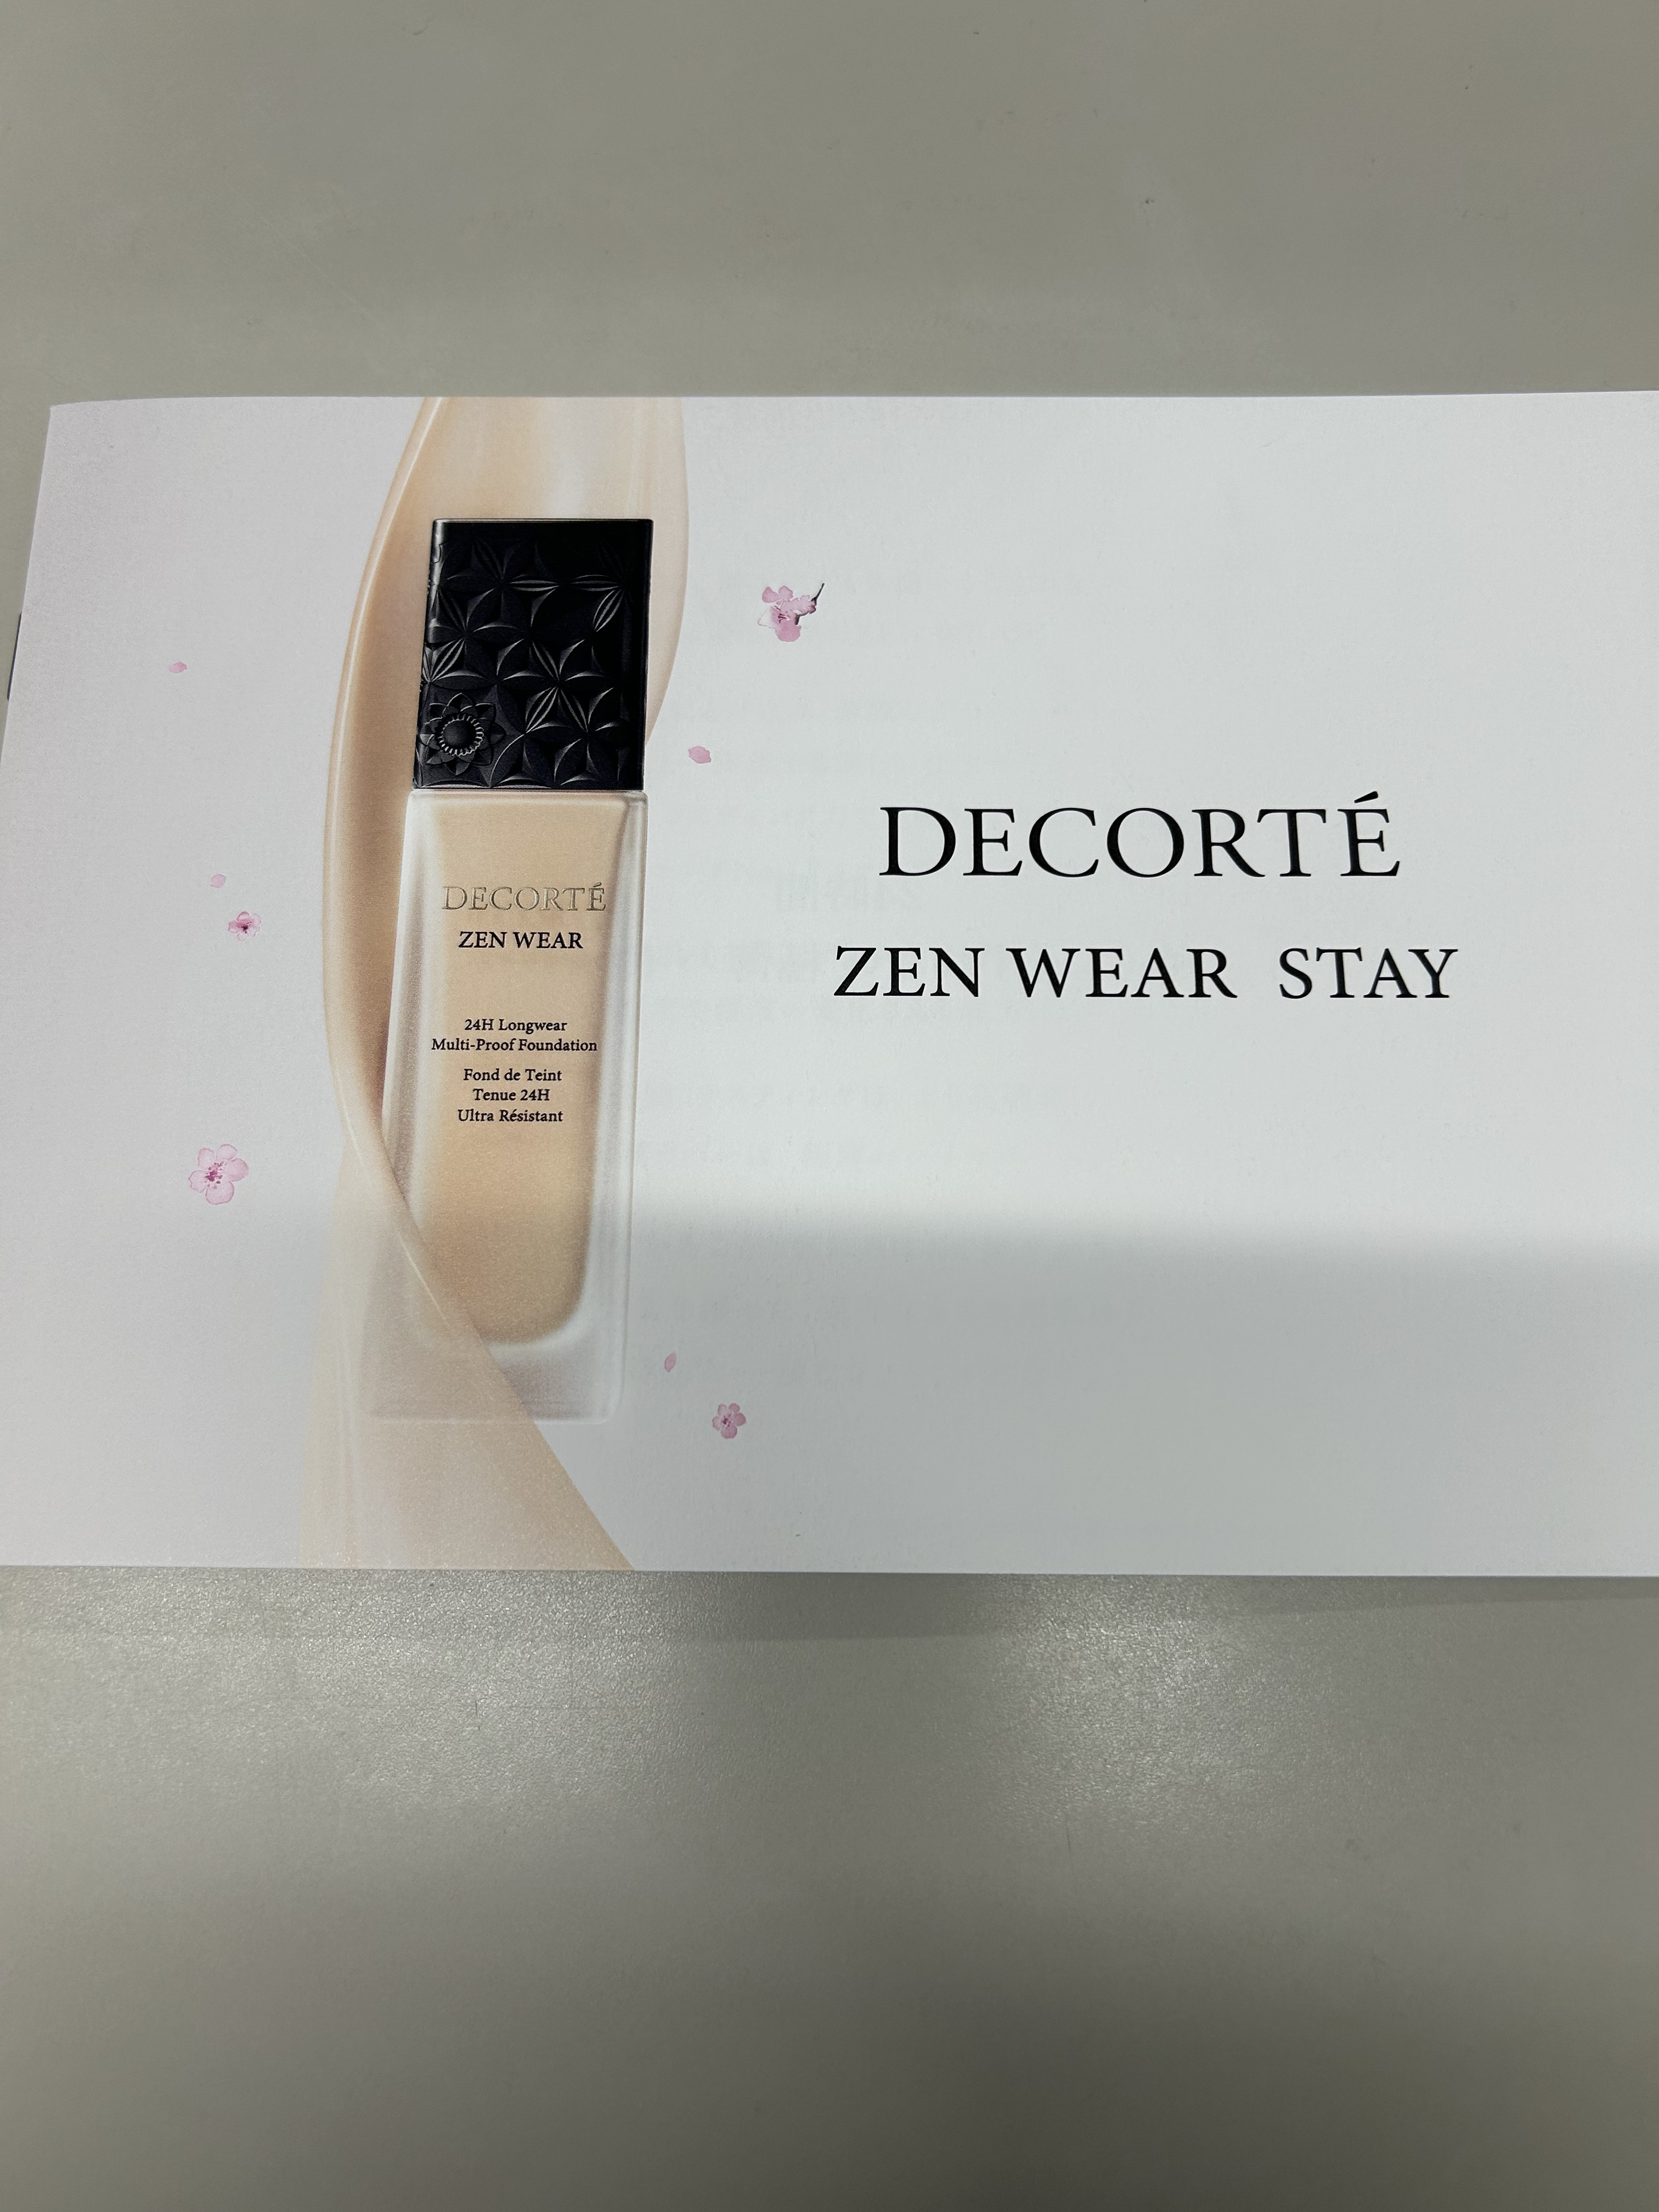 DECORTÉ
ZEN WEAR
24H Longwear
Multi-Proof Foundation
Fond de Teint
Tenue 24H
Ultra Résistant
DECORTÉ
ZEN WEAR STAY